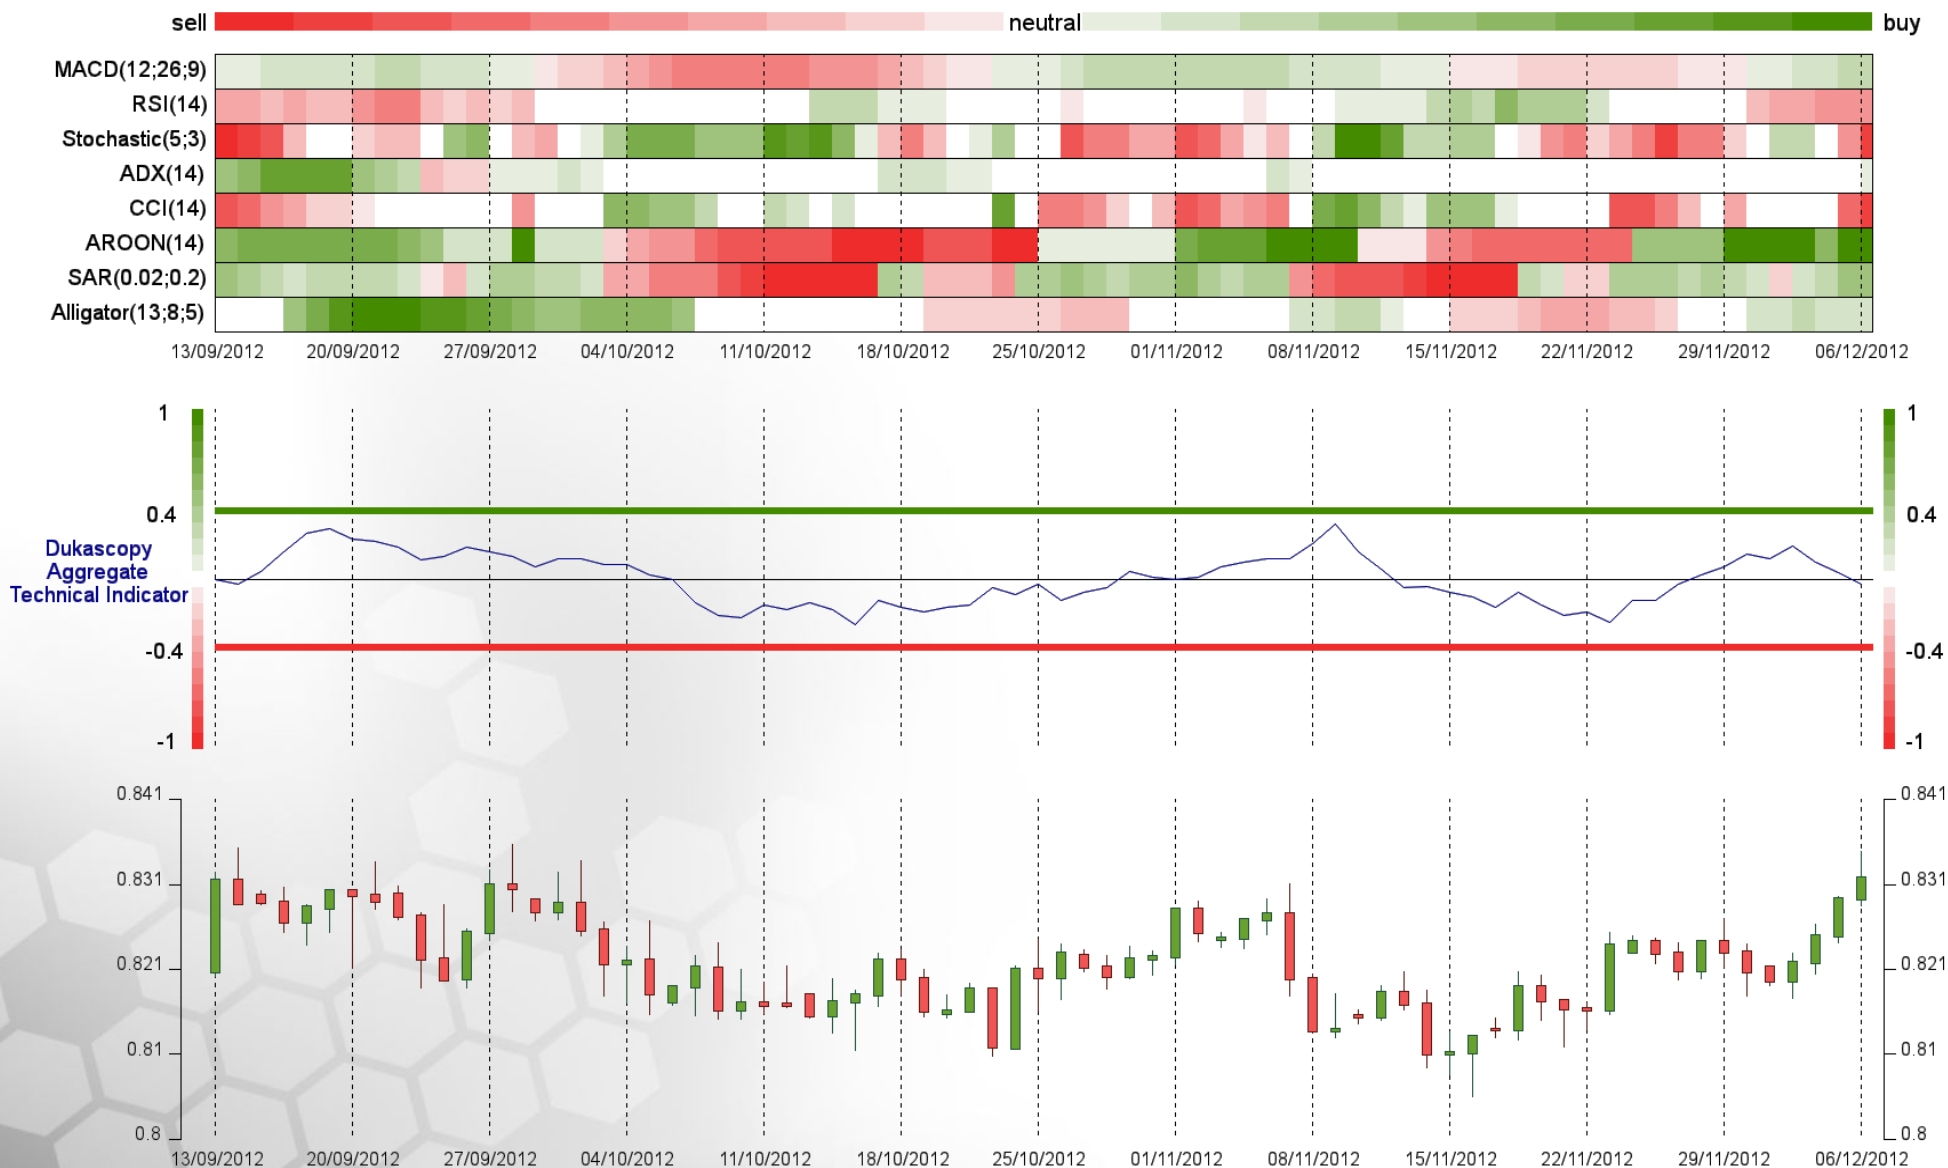 sell neutral buy
MACD(12;26;9)
RSI(14)
Stochastic(5;3)
ADX(14)
CCI(14)
AROON(14)
SAR(0.02;0.2)
Alligator(13;8;5)
13/09/2012 20/09/2012 27/09/2012 04/10/2012 11/10/2012 18/10/2012 25/10/2012 01/11/2012 08/11/2012 15/11/2012 22/11/2012 29/11/2012 06/12/2012
1 1
0.4 0.4
Dukascopy
Aggregate
Technical Indicator
-0.4 -0.4
-1 -1
0.841 0.841
0.831 0.831
0.821 0.821
0.81 0.81
0.8 0.8
13/09/2012 20/09/2012 27/09/2012 04/10/2012 11/10/2012 18/10/2012 25/10/2012 01/11/2012 08/11/2012 15/11/2012 22/11/2012 29/11/2012 06/12/2012